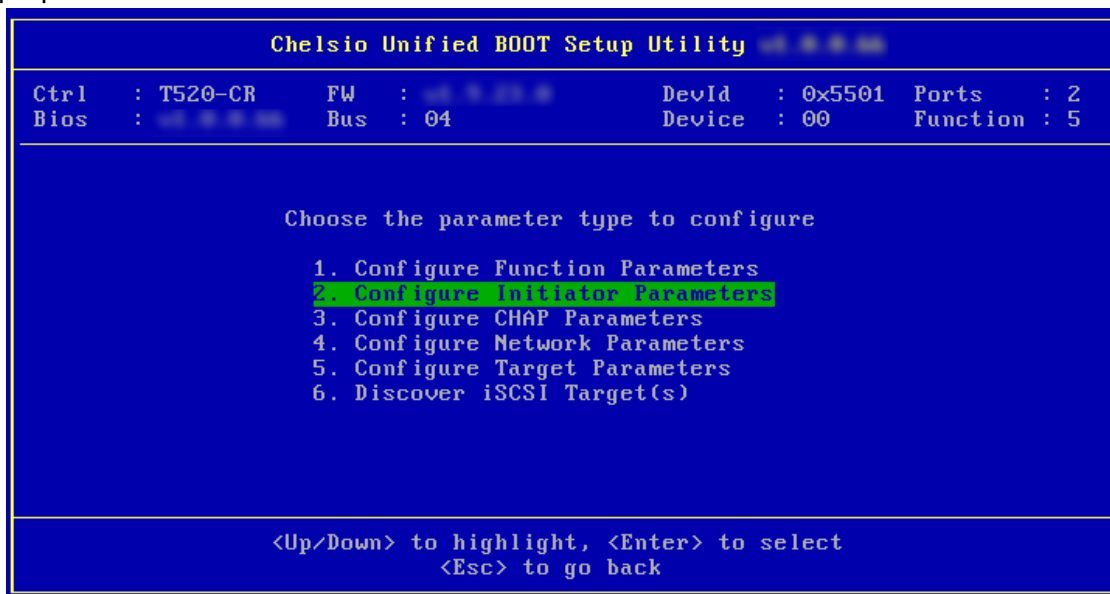 Chelsio Unified BOOT Setup Utility
Ctrl : T520-CR FW : DevId : 0x5501 Ports : 2
Bios : Bus : 04 Device : 00 Function : 5
Choose the parameter type to configure
1. Configure Function Parameters
2. Configure Initiator Parameters
3. Configure CHAP Parameters
4. Configure Network Parameters
5. Configure Target Parameters
6. Discover iSCSI Target(s)
<Up/Down> to highlight, <Enter> to select
<Esc> to go back